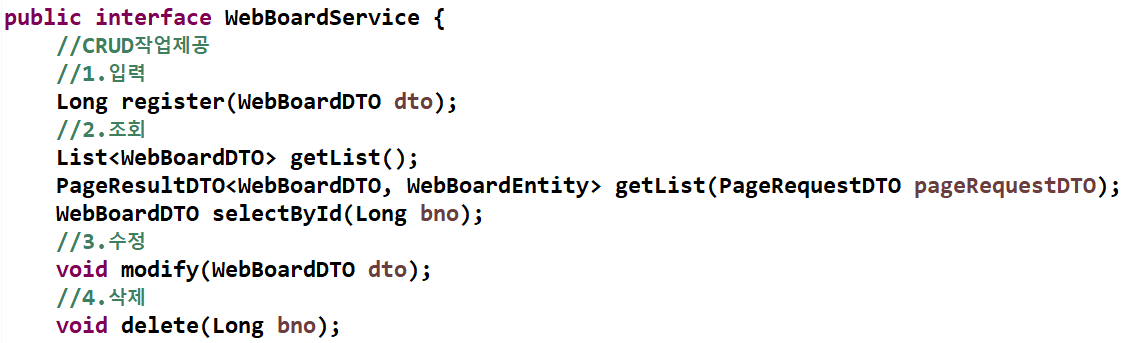 public interface WebBoardService {
//CRUD작업제공
//1.입력
Long register(WebBoardDTO dto);
//2.조회
List<WebBoardDTO> getList();
PageResultDTO<WebBoardDTO, WebBoardEntity> getList(PageRequestDTO pageRequestDTO);
WebBoardDTO selectById(Long bno);
//3.수정
void modify(WebBoardDTO dto);
//4.삭제
void delete(Long bno);